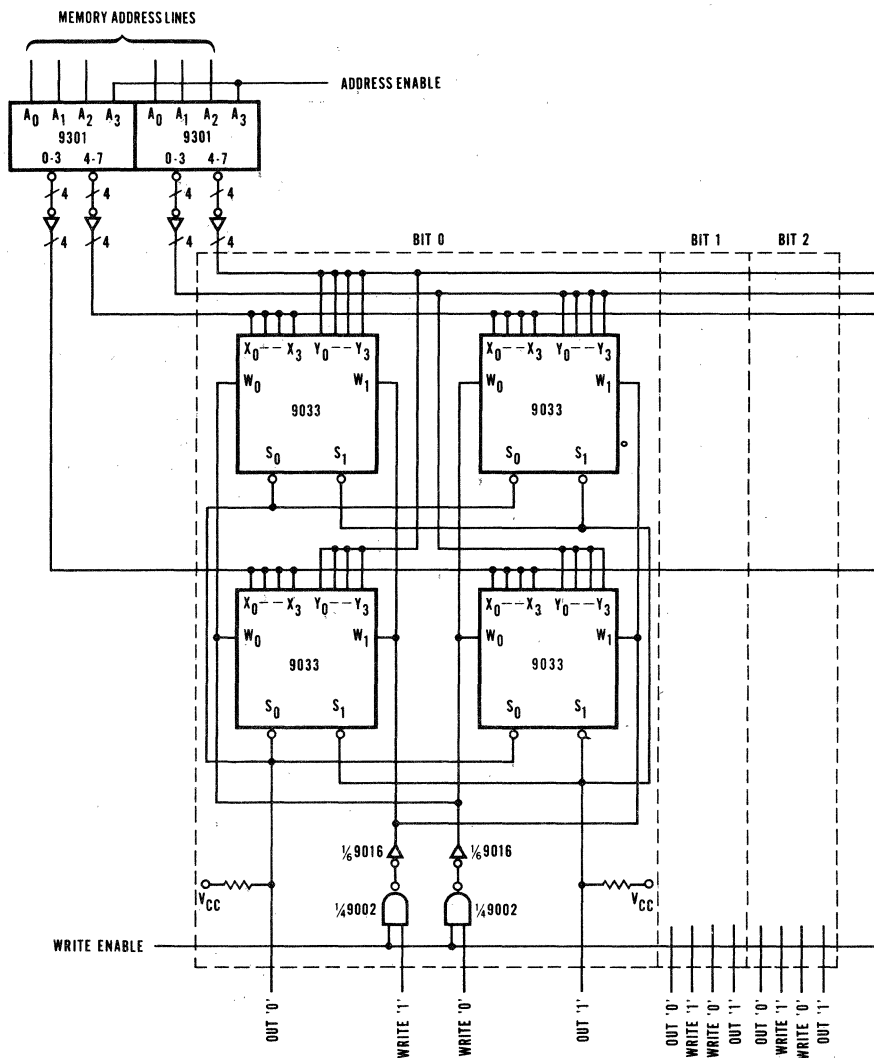 MEMORY ADDRESS LINES
ADDRESS ENABLE
A0 A1 A2 A3 A0 A1 A2 A3
9301 9301
0-3 4-7 0-3 4-7
4 4 4 4
4 4 4 4
BIT 0 BIT 1 BIT 2
X0--X3 Y0--Y3 X0--X3 Y0--Y3
W0 W1 W0 W1
9033 9033
S0 S1 S0 S1
X0--X3 Y0--Y3 X0--X3 Y0--Y3
W0 W1 W0 W1
9033 9033
S0 S1 S0 S1
1/6 9016 1/6 9016
VCC VCC
1/4 9002 1/4 9002
WRITE ENABLE
OUT '0' WRITE '1' WRITE '0' OUT '1' OUT '0' WRITE '1' WRITE '0' OUT '1' OUT '0' WRITE '1' WRITE '0' OUT '1'